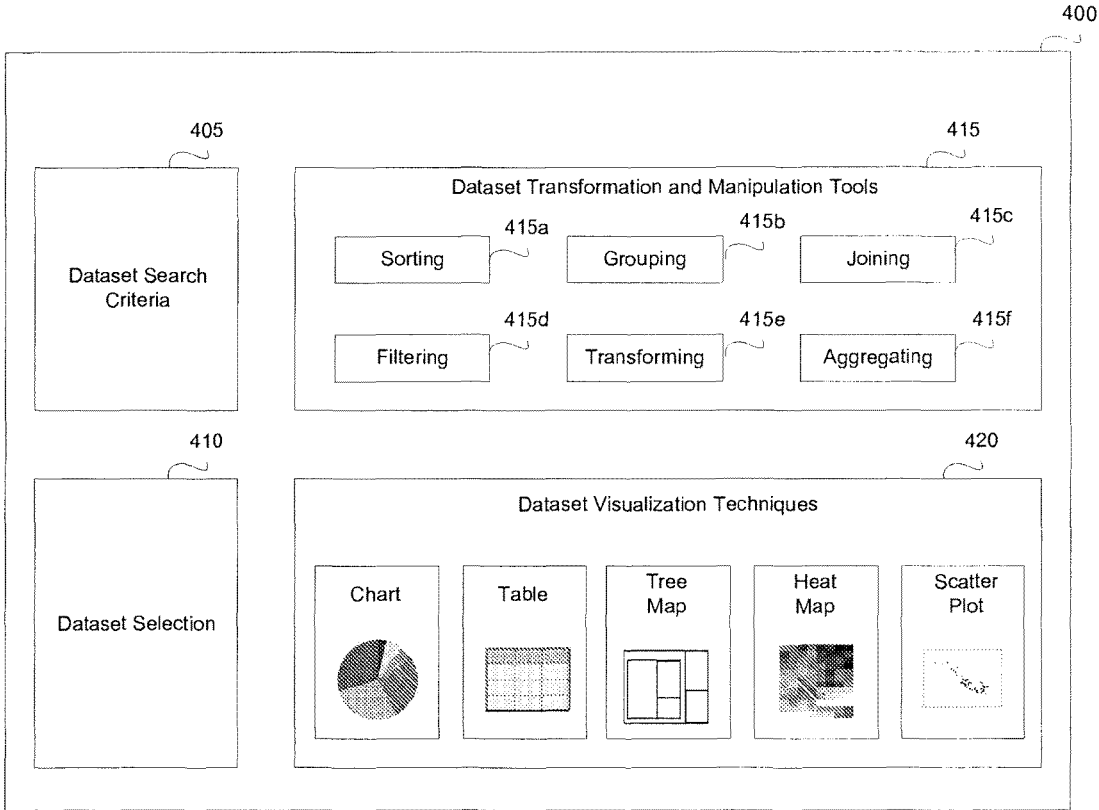 400
405
Dataset Search
Criteria
415
Dataset Transformation and Manipulation Tools
Sorting
415a
Grouping
415b
Joining
415c
Filtering
415d
Transforming
415e
Aggregating
415f
410
Dataset Selection
420
Dataset Visualization Techniques
Chart
Table
Tree
Map
Heat
Map
Scatter
Plot